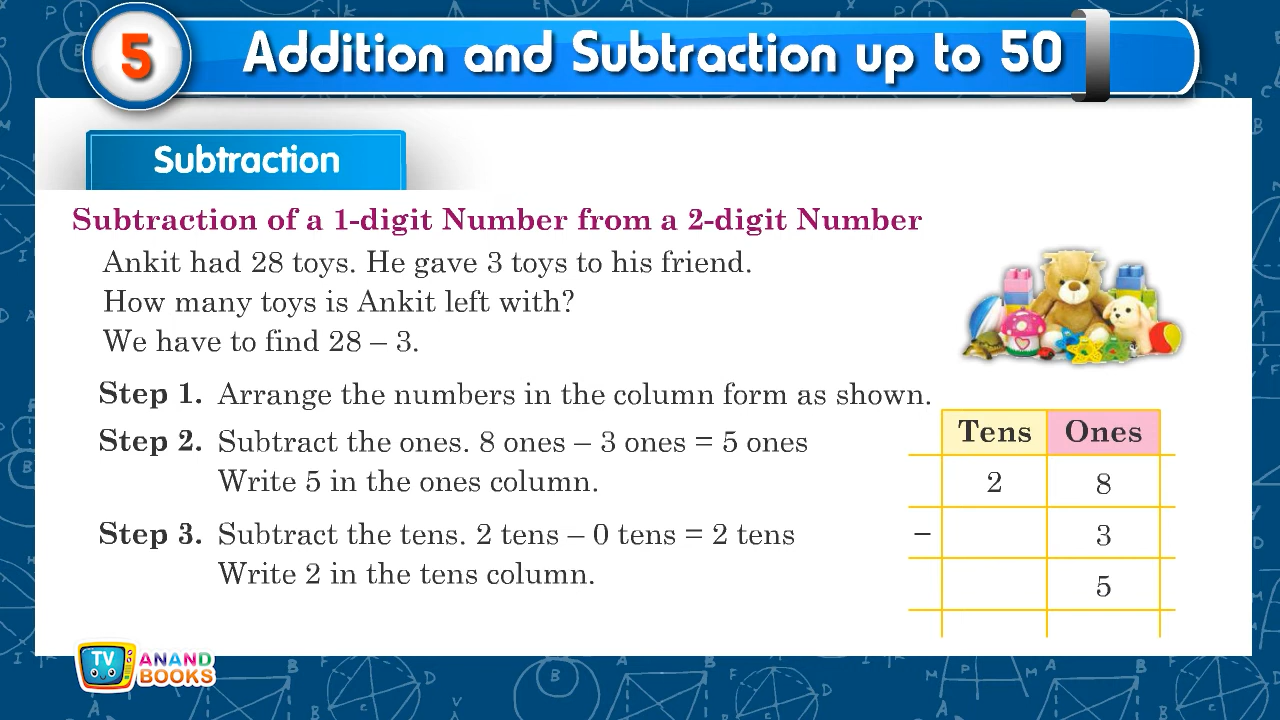 5
Addition and Subtraction up to 50
Subtraction
Subtraction of a 1-digit Number from a 2-digit Number
Ankit had 28 toys. He gave 3 toys to his friend.
How many toys is Ankit left with?
We have to find 28 – 3.
Step 1. Arrange the numbers in the column form as shown.
Step 2. Subtract the ones. 8 ones – 3 ones = 5 ones
Write 5 in the ones column.
Step 3. Subtract the tens. 2 tens – 0 tens = 2 tens
Write 2 in the tens column.
Tens Ones
2 8
– 3
5
TV ANAND
BOOKS